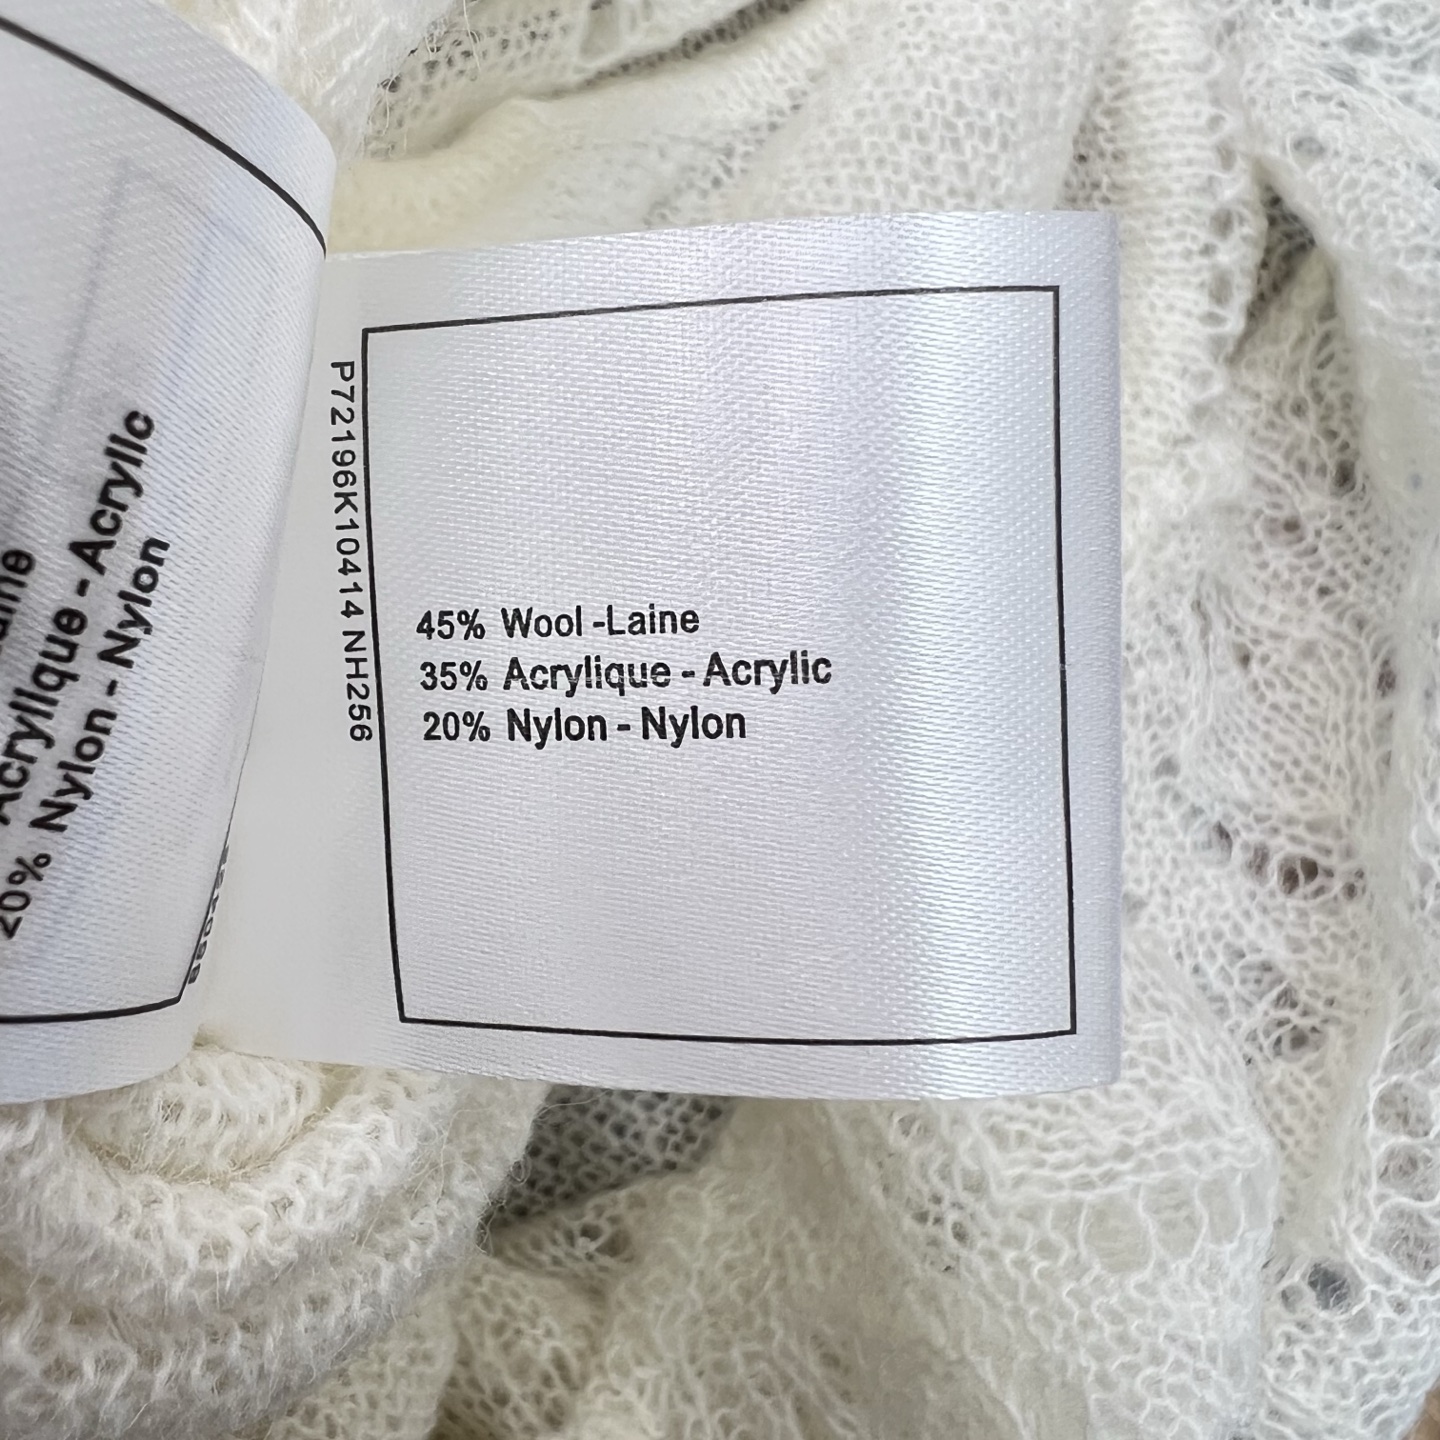 Acrylique - Acrylic
20% Nylon - Nylon
P72196K10414 NH256
45% Wool -Laine
35% Acrylique - Acrylic
20% Nylon - Nylon